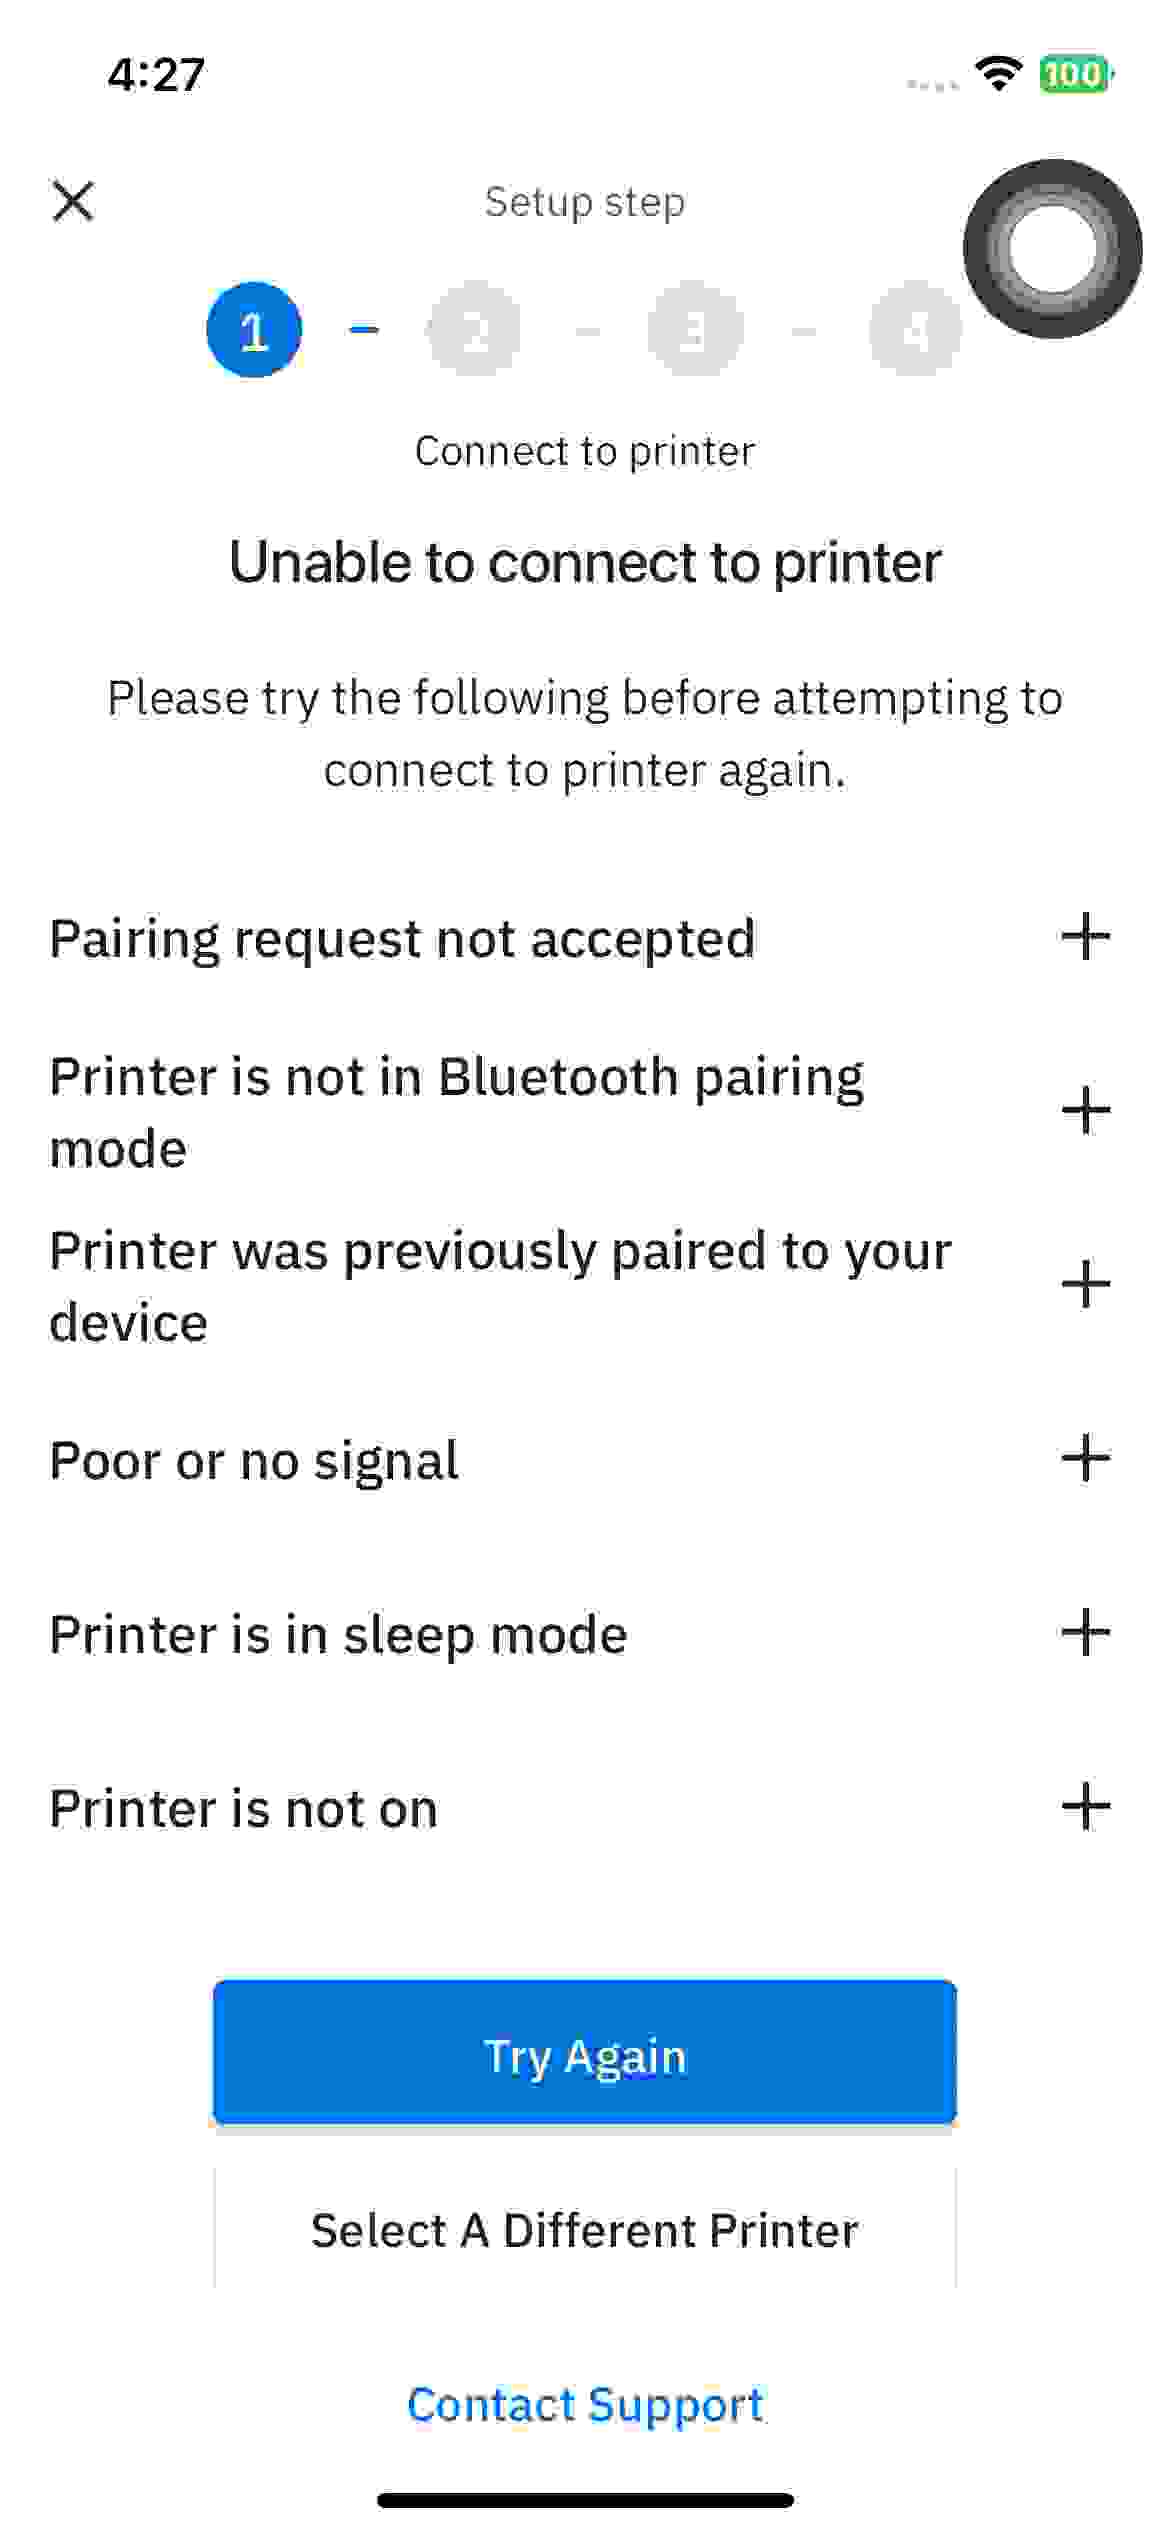 4:27
100
Setup step
1
2
3
4
Connect to printer
Unable to connect to printer
Please try the following before attempting to
connect to printer again.
Pairing request not accepted
Printer is not in Bluetooth pairing
mode
Printer was previously paired to your
device
Poor or no signal
Printer is in sleep mode
Printer is not on
Try Again
Select A Different Printer
Contact Support